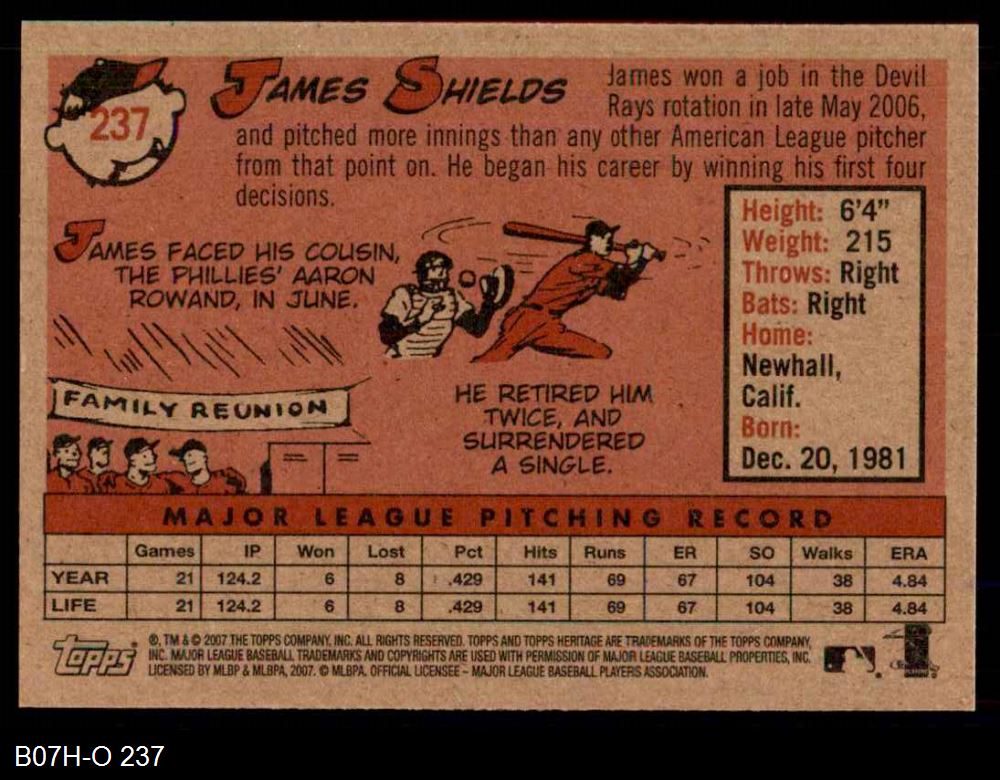 237
James Shields
James won a job in the Devil
Rays rotation in late May 2006,
and pitched more innings than any other American League pitcher
from that point on. He began his career by winning his first four
decisions.
JAMES FACED HIS COUSIN,
THE PHILLIES' AARON
ROWAND, IN JUNE.
FAMILY REUNION
HE RETIRED HIM
TWICE, AND
SURRENDERED
A SINGLE.
Height: 6'4"
Weight: 215
Throws: Right
Bats: Right
Home:
Newhall,
Calif.
Born:
Dec. 20, 1981
MAJOR LEAGUE PITCHING RECORD
Games IP Won Lost Pct Hits Runs ER SO Walks ERA
YEAR 21 124.2 6 8 .429 141 69 67 104 38 4.84
LIFE 21 124.2 6 8 .429 141 69 67 104 38 4.84
Topps
®, TM & © 2007 THE TOPPS COMPANY, INC. ALL RIGHTS RESERVED. TOPPS AND TOPPS HERITAGE ARE TRADEMARKS OF THE TOPPS COMPANY,
INC. MAJOR LEAGUE BASEBALL TRADEMARKS AND COPYRIGHTS ARE USED WITH PERMISSION OF MAJOR LEAGUE BASEBALL PROPERTIES, INC.
LICENSED BY MLBP & MLBPA, 2007. © MLBPA. OFFICIAL LICENSEE – MAJOR LEAGUE BASEBALL PLAYERS ASSOCIATION.
B07H-O 237